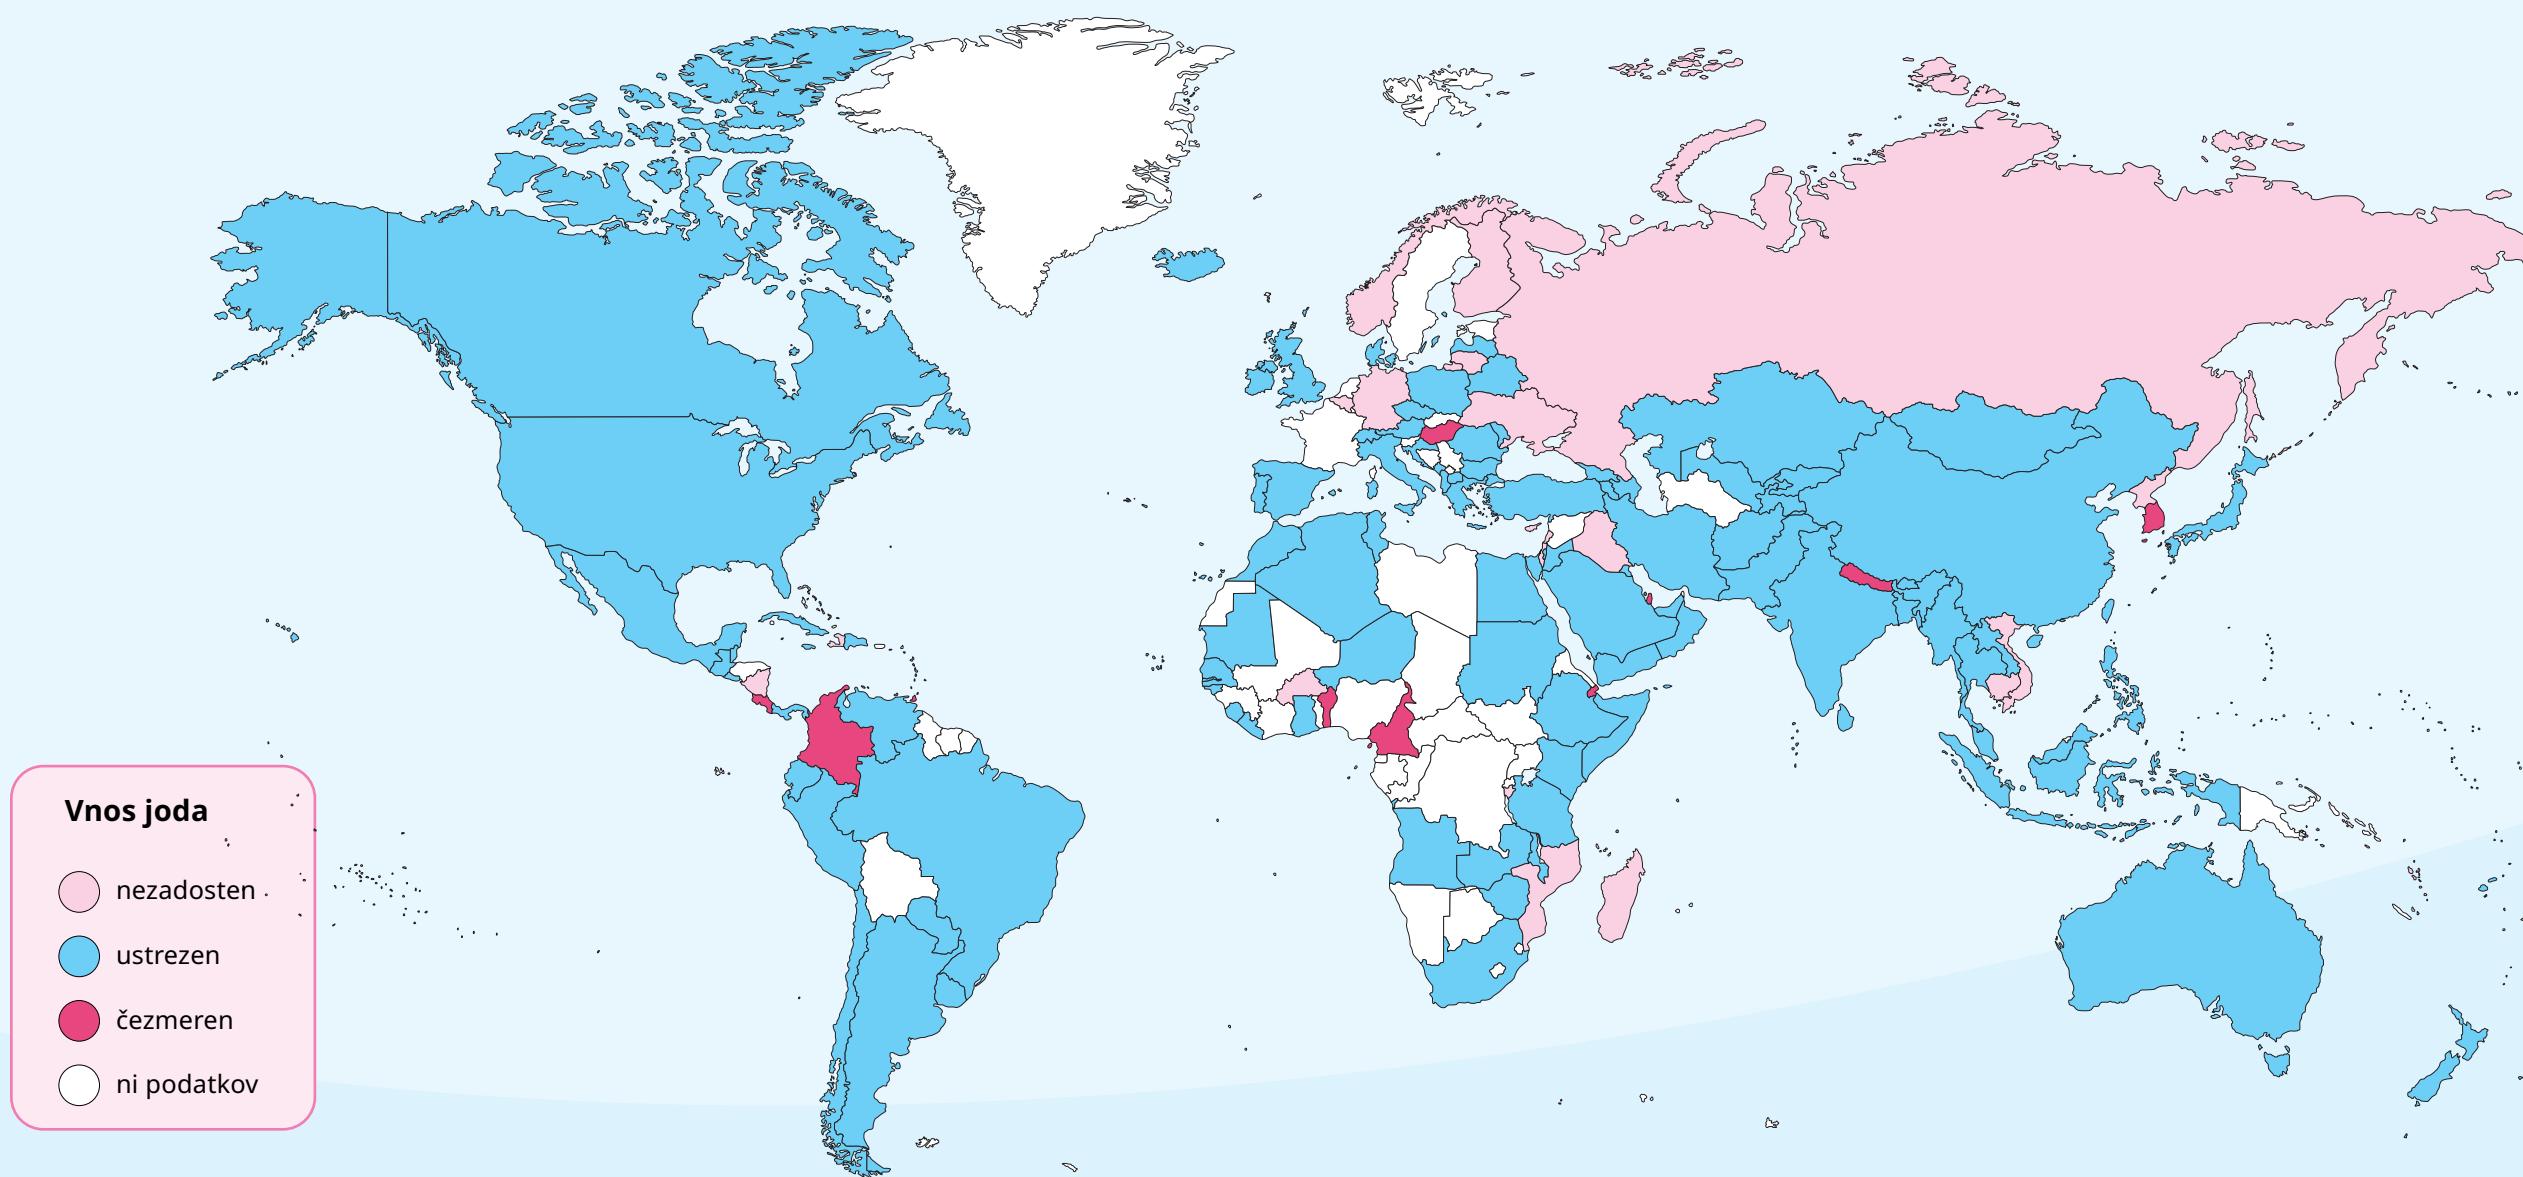 Vnos joda
nezadosten
ustrezen
čezmeren
ni podatkov